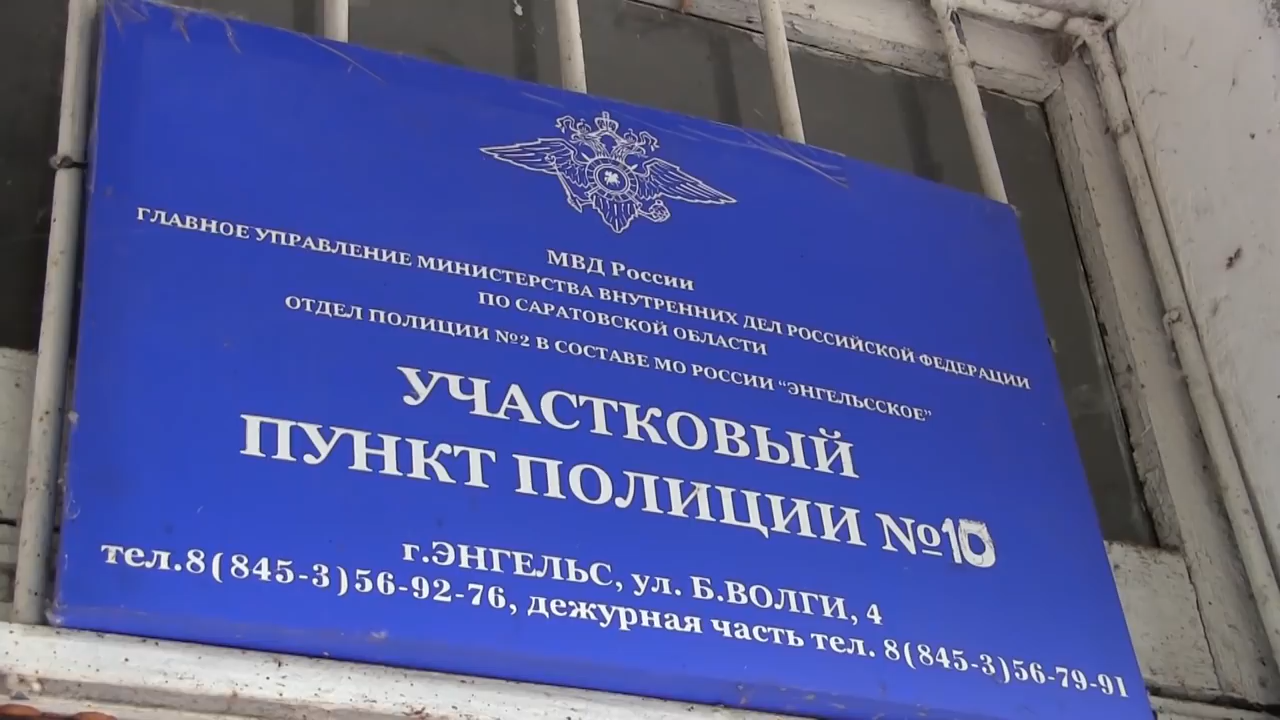 МВД России
ГЛАВНОЕ УПРАВЛЕНИЕ МИНИСТЕРСТВА ВНУТРЕННИХ ДЕЛ РОССИЙСКОЙ ФЕДЕРАЦИИ
ПО САРАТОВСКОЙ ОБЛАСТИ
ОТДЕЛ ПОЛИЦИИ №2 В СОСТАВЕ МО РОССИИ “ЭНГЕЛЬССКОЕ”
УЧАСТКОВЫЙ
ПУНКТ ПОЛИЦИИ №10
г.ЭНГЕЛЬС, ул. Б.ВОЛГИ, 4
тел.8(845-3)56-92-76, дежурная часть тел. 8(845-3)56-79-91